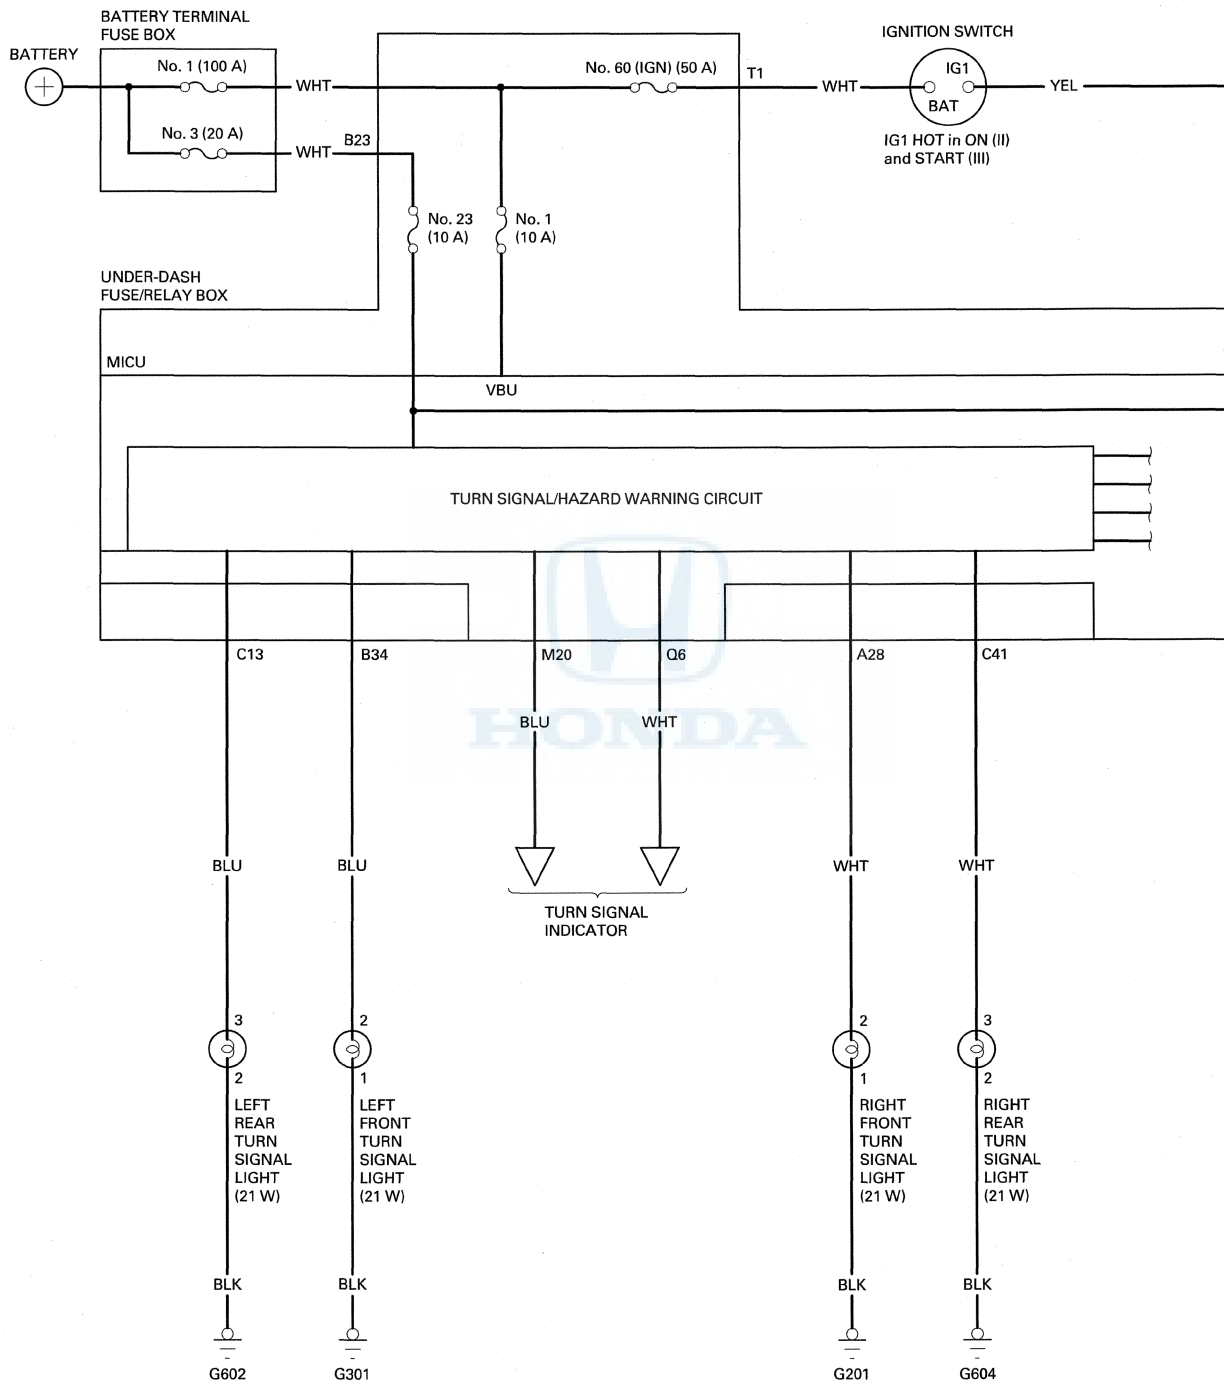 BATTERY TERMINAL
FUSE BOX
BATTERY
No. 1 (100 A)
WHT
No. 3 (20 A)
WHT
B23
No. 60 (IGN) (50 A)
T1
WHT
IGNITION SWITCH
IG1
BAT
YEL
IG1 HOT in ON (II)
and START (III)
No. 23
(10 A)
No. 1
(10 A)
UNDER-DASH
FUSE/RELAY BOX
MICU
VBU
TURN SIGNAL/HAZARD WARNING CIRCUIT
C13
B34
M20
Q6
A28
C41
BLU
WHT
HONDA
BLU
BLU
WHT
WHT
TURN SIGNAL
INDICATOR
3
2
2
3
2
1
1
2
LEFT
REAR
TURN
SIGNAL
LIGHT
(21 W)
LEFT
FRONT
TURN
SIGNAL
LIGHT
(21 W)
RIGHT
FRONT
TURN
SIGNAL
LIGHT
(21 W)
RIGHT
REAR
TURN
SIGNAL
LIGHT
(21 W)
BLK
BLK
BLK
BLK
G602
G301
G201
G604